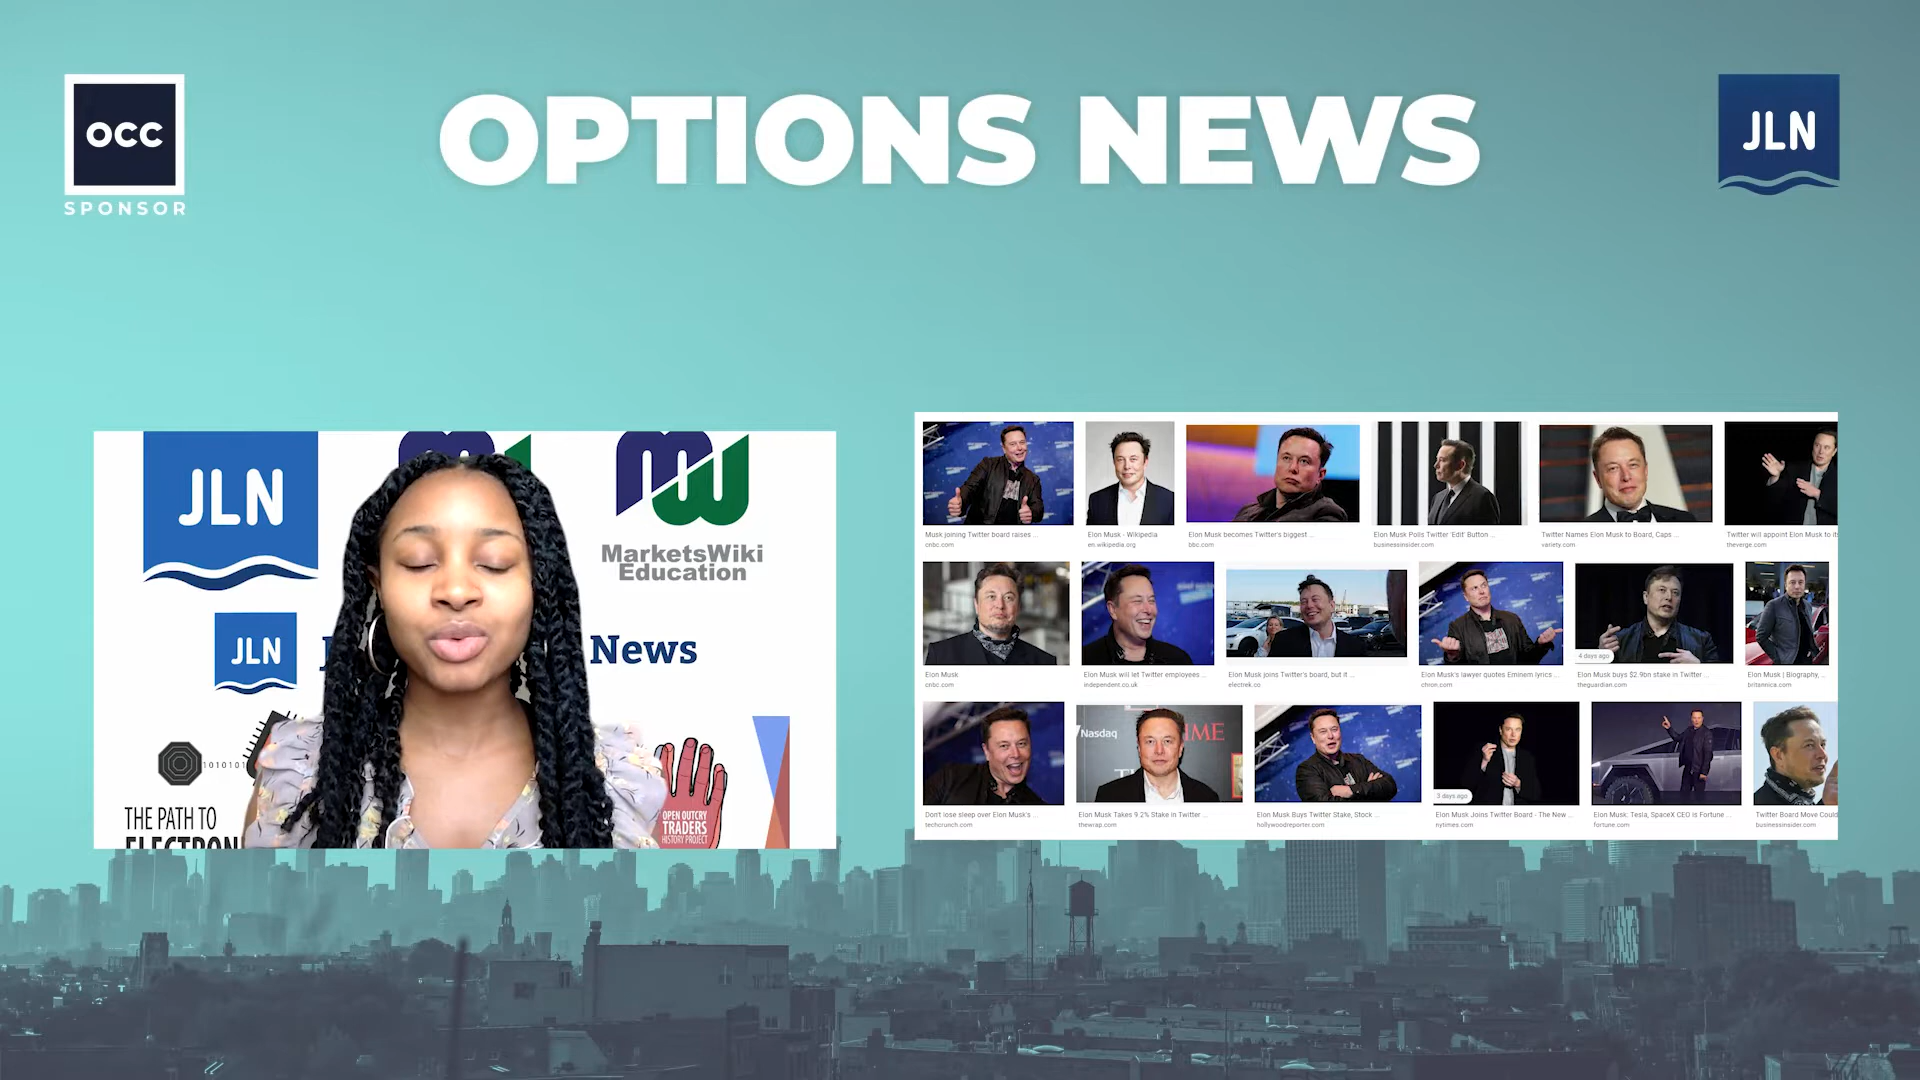 OPTIONS NEWS
OCC
SPONSOR
JLN
JLN
MarketsWiki
Education
JLN
News
1010101
THE PATH TO
ELECTRON
OPEN OUTCRY
TRADERS
HISTORY PROJECT
Musk joining Twitter board raises ...
cnbc.com
Elon Musk - Wikipedia
en.wikipedia.org
Elon Musk becomes Twitter's biggest ...
bbc.com
Elon Musk Polls Twitter 'Edit' Button ...
businessinsider.com
Twitter Names Elon Musk to Board, Caps ...
variety.com
Twitter will appoint Elon Musk to its
theverge.com
4 days ago
Elon Musk
cnbc.com
Elon Musk will let Twitter employees ...
independent.co.uk
Elon Musk joins Twitter's board, but it ...
electrek.co
Elon Musk's lawyer quotes Eminem lyrics ...
chron.com
Elon Musk buys $2.9bn stake in Twitter ...
theguardian.com
Elon Musk | Biography, ...
britannica.com
Nasdaq
TIME
3 days ago
Don't lose sleep over Elon Musk's ...
techcrunch.com
Elon Musk Takes 9.2% Stake in Twitter ...
thewrap.com
Elon Musk Buys Twitter Stake, Stock ...
hollywoodreporter.com
Elon Musk Joins Twitter Board - The New ...
nytimes.com
Elon Musk: Tesla, SpaceX CEO is Fortune ...
fortune.com
Twitter Board Move Could
businessinsider.com